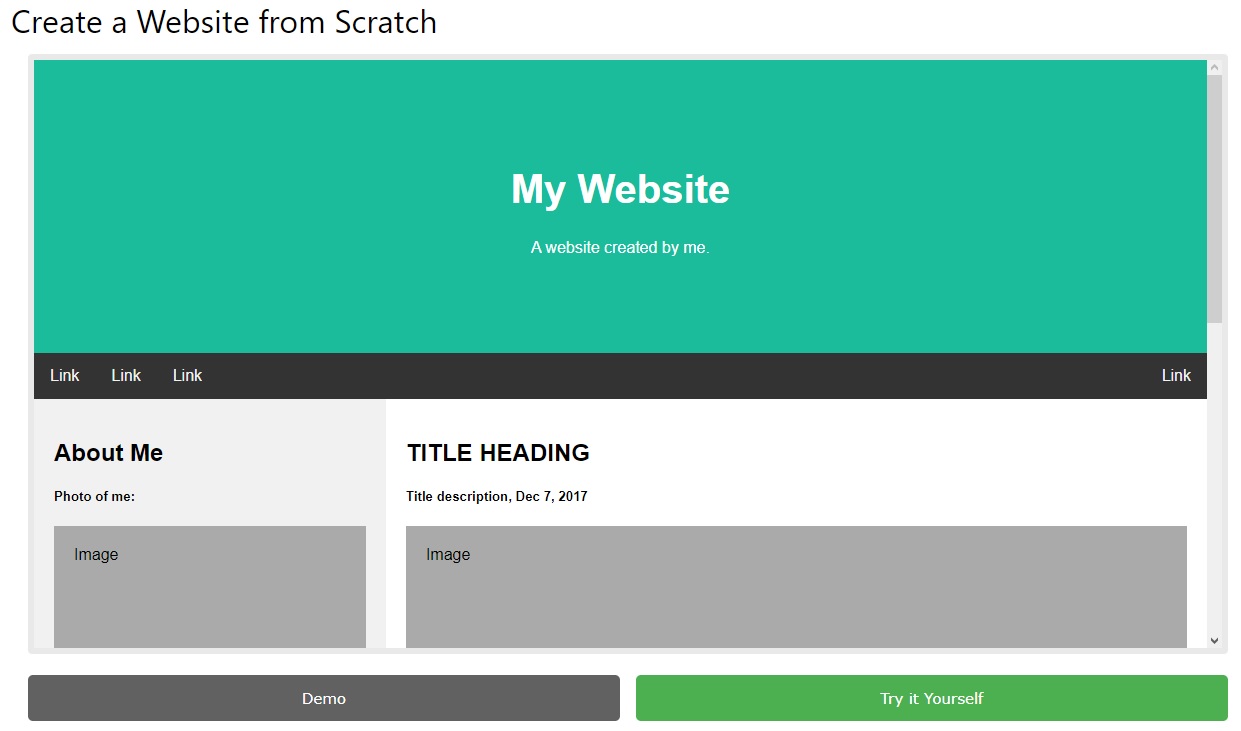 Create a Website from Scratch
My Website
A website created by me.
Link Link Link Link
About Me
Photo of me:
Image
TITLE HEADING
Title description, Dec 7, 2017
Image
Demo
Try it Yourself